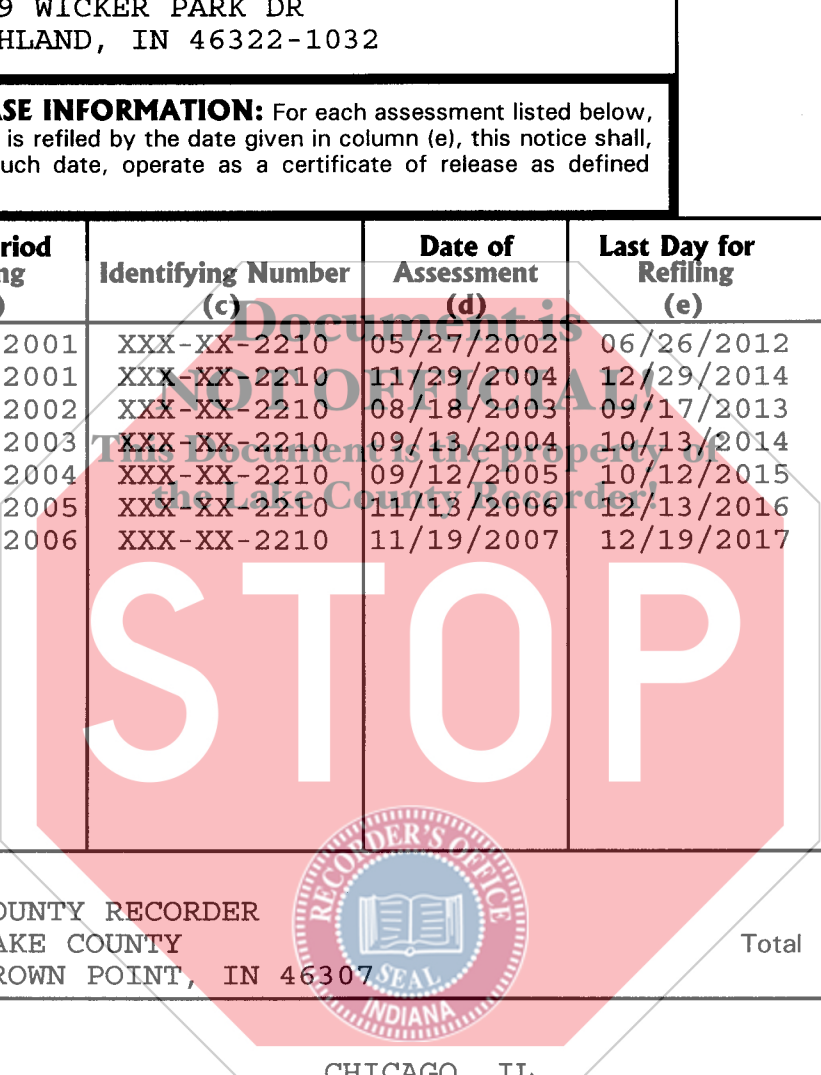 9 WICKER PARK DR
HLAND, IN 46322-1032
ASE INFORMATION: For each assessment listed below,
is refiled by the date given in column (e), this notice shall,
uch date, operate as a certificate of release as defined
riod
ng Identifying Number (c)
Date of Assessment (d)
Last Day for Refiling (e)
2001 XXX-XX-2210 05/27/2002 06/26/2012
2001 XXX-XX-2210 11/29/2004 12/29/2014
2002 XXX-XX-2210 08/18/2003 09/17/2013
2003 XXX-XX-2210 09/13/2004 10/13/2014
2004 XXX-XX-2210 09/12/2005 10/12/2015
2005 XXX-XX-2210 11/13/2006 12/13/2016
2006 XXX-XX-2210 11/19/2007 12/19/2017
Document is
NOT OFFICIAL!
This Document is the property of
the Lake County Recorder!
STOP
OUNTY RECORDER
AKE COUNTY
ROWN POINT, IN 46307
Total
RECORDER'S OFFICE
SEAL
INDIANA
CHICAGO, IL